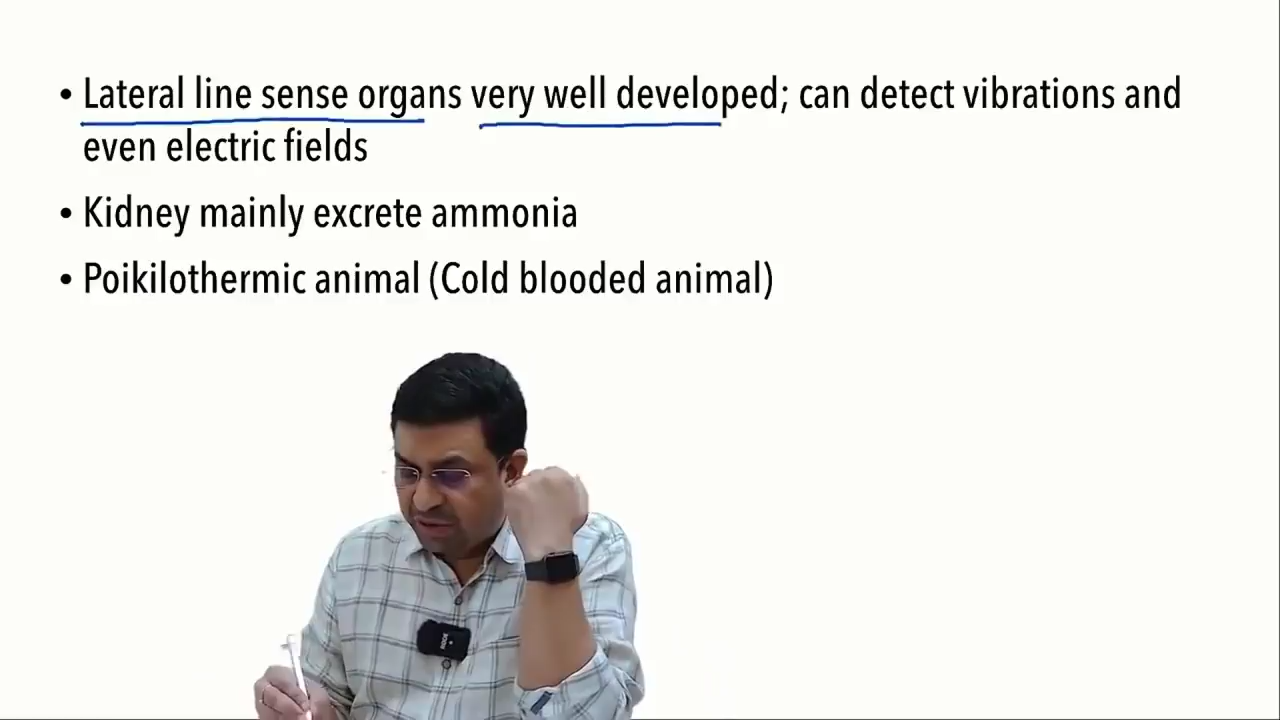 • Lateral line sense organs very well developed; can detect vibrations and
even electric fields
• Kidney mainly excrete ammonia
• Poikilothermic animal (Cold blooded animal)
RODE